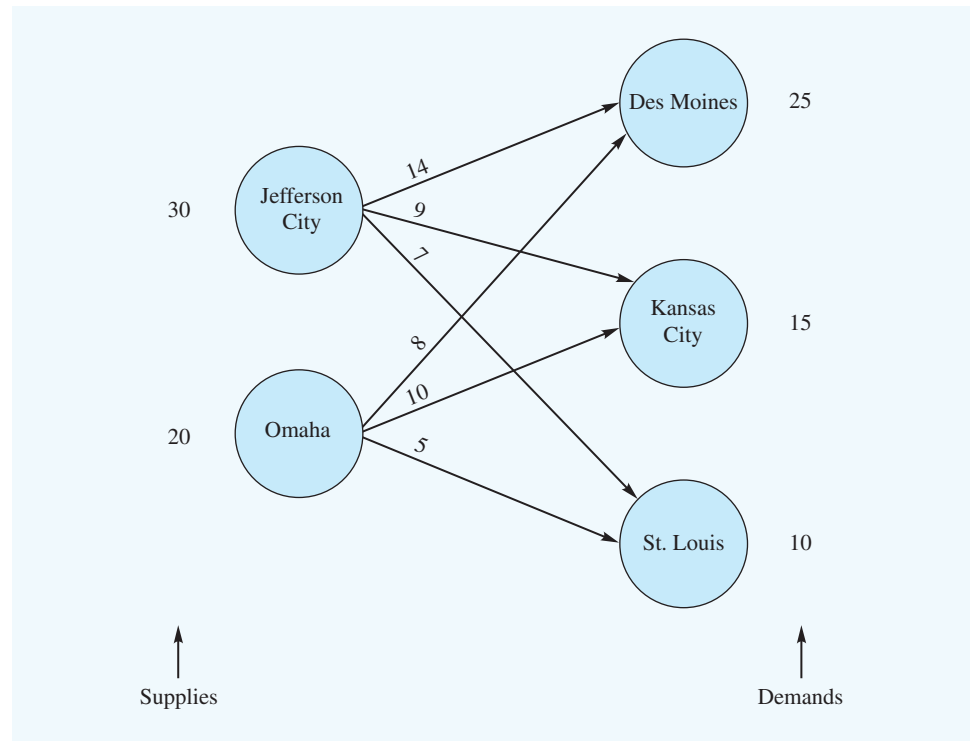 Des Moines
25
14
Jefferson
City
30
9
7
Kansas
City
15
8
10
Omaha
20
5
St. Louis
10
Supplies
Demands